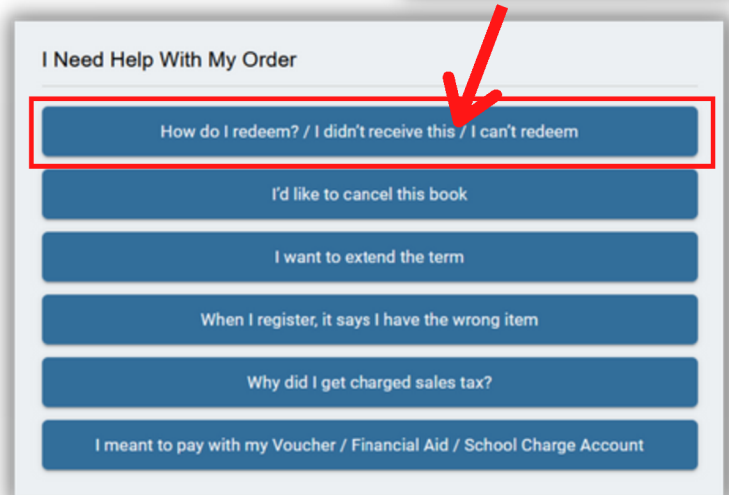 I Need Help With My Order
How do I redeem? / I didn't receive this / I can't redeem
I'd like to cancel this book
I want to extend the term
When I register, it says I have the wrong item
Why did I get charged sales tax?
I meant to pay with my Voucher / Financial Aid / School Charge Account